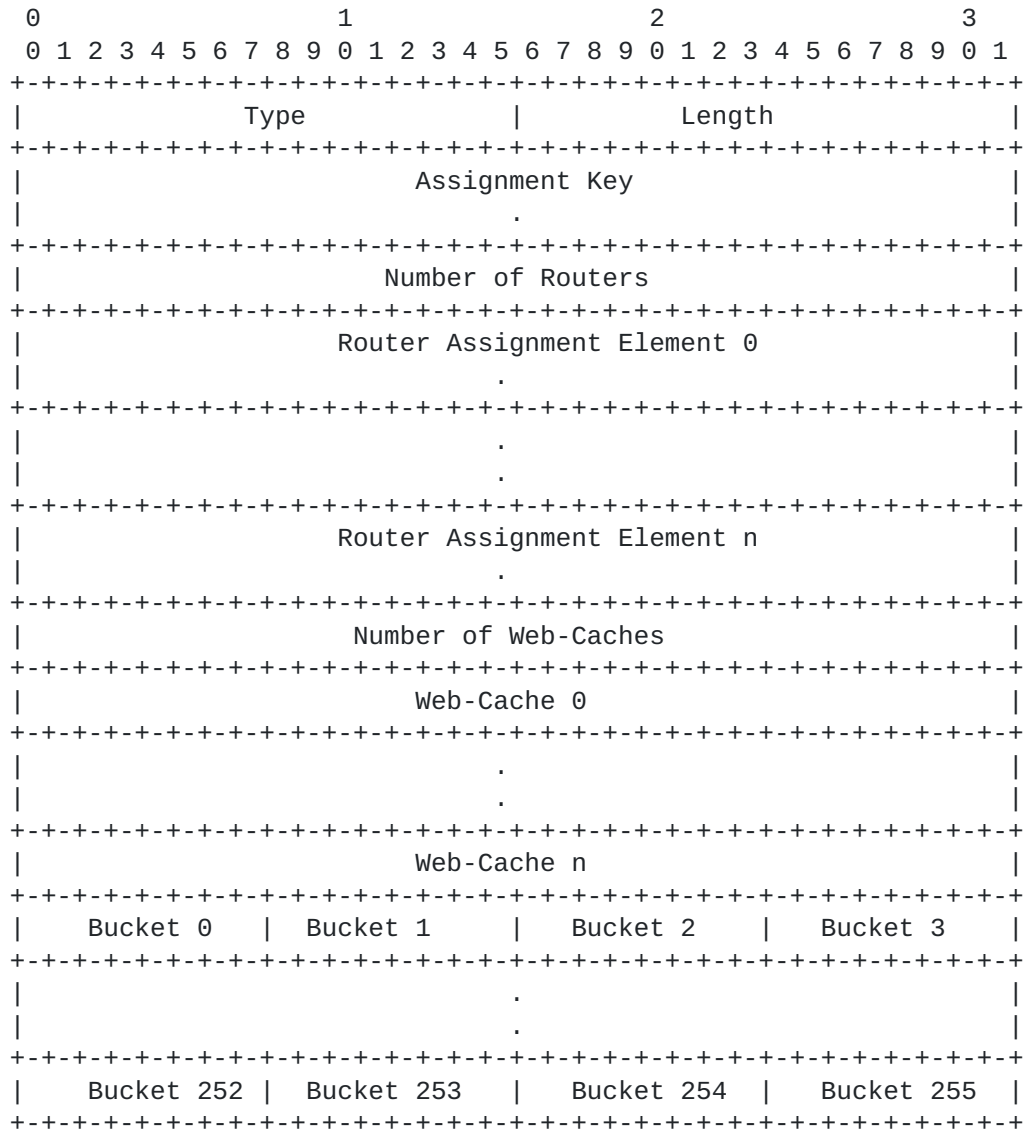 0                   1                   2                   3
 0 1 2 3 4 5 6 7 8 9 0 1 2 3 4 5 6 7 8 9 0 1 2 3 4 5 6 7 8 9 0 1
+-+-+-+-+-+-+-+-+-+-+-+-+-+-+-+-+-+-+-+-+-+-+-+-+-+-+-+-+-+-+-+-+
|              Type             |          Length               |
+-+-+-+-+-+-+-+-+-+-+-+-+-+-+-+-+-+-+-+-+-+-+-+-+-+-+-+-+-+-+-+-+
|                         Assignment Key                        |
|                               .                               |
+-+-+-+-+-+-+-+-+-+-+-+-+-+-+-+-+-+-+-+-+-+-+-+-+-+-+-+-+-+-+-+-+
|                       Number of Routers                       |
+-+-+-+-+-+-+-+-+-+-+-+-+-+-+-+-+-+-+-+-+-+-+-+-+-+-+-+-+-+-+-+-+
|                    Router Assignment Element 0                |
|                              .                                |
+-+-+-+-+-+-+-+-+-+-+-+-+-+-+-+-+-+-+-+-+-+-+-+-+-+-+-+-+-+-+-+-+
|                              .                                |
|                              .                                |
+-+-+-+-+-+-+-+-+-+-+-+-+-+-+-+-+-+-+-+-+-+-+-+-+-+-+-+-+-+-+-+-+
|                    Router Assignment Element n                |
|                              .                                |
+-+-+-+-+-+-+-+-+-+-+-+-+-+-+-+-+-+-+-+-+-+-+-+-+-+-+-+-+-+-+-+-+
|                     Number of Web-Caches                      |
+-+-+-+-+-+-+-+-+-+-+-+-+-+-+-+-+-+-+-+-+-+-+-+-+-+-+-+-+-+-+-+-+
|                         Web-Cache 0                           |
+-+-+-+-+-+-+-+-+-+-+-+-+-+-+-+-+-+-+-+-+-+-+-+-+-+-+-+-+-+-+-+-+
|                              .                                |
|                              .                                |
+-+-+-+-+-+-+-+-+-+-+-+-+-+-+-+-+-+-+-+-+-+-+-+-+-+-+-+-+-+-+-+-+
|                         Web-Cache n                           |
+-+-+-+-+-+-+-+-+-+-+-+-+-+-+-+-+-+-+-+-+-+-+-+-+-+-+-+-+-+-+-+-+
|    Bucket 0   |  Bucket 1     |   Bucket 2    |   Bucket 3    |
+-+-+-+-+-+-+-+-+-+-+-+-+-+-+-+-+-+-+-+-+-+-+-+-+-+-+-+-+-+-+-+-+
|                               .                               |
|                               .                               |
+-+-+-+-+-+-+-+-+-+-+-+-+-+-+-+-+-+-+-+-+-+-+-+-+-+-+-+-+-+-+-+-+
|    Bucket 252 |  Bucket 253   |   Bucket 254  |   Bucket 255  |
+-+-+-+-+-+-+-+-+-+-+-+-+-+-+-+-+-+-+-+-+-+-+-+-+-+-+-+-+-+-+-+-+